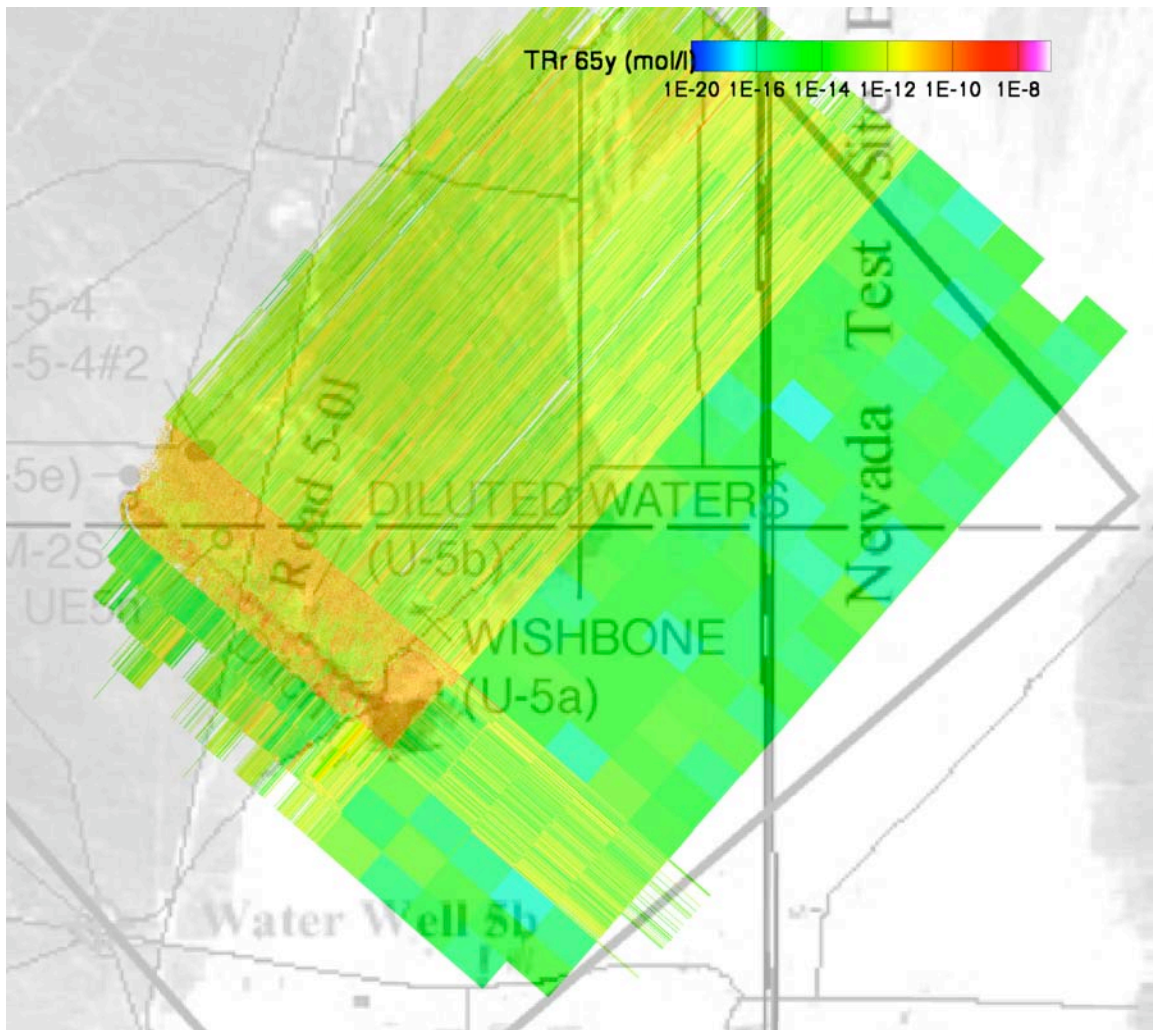 TRr 65y (mol/l)
1E-20 1E-16 1E-14 1E-12 1E-10 1E-8
Nevada Test Site
-5-4
-5-4#2
Road 5-01
-5e)
DILUTED WATERS
(U-5b)
M-2S
WISHBONE
(U-5a)
Water Well 5b